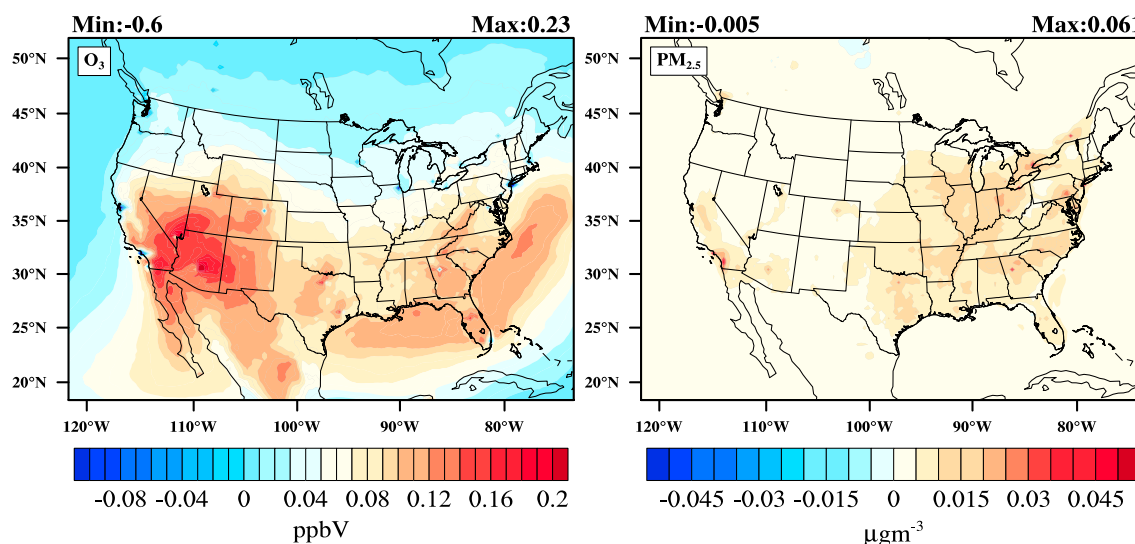 Min:-0.6 Max:0.23
O3
50°N
45°N
40°N
35°N
30°N
25°N
20°N
120°W 110°W 100°W 90°W 80°W
-0.08 -0.04 0 0.04 0.08 0.12 0.16 0.2
ppbV
Min:-0.005 Max:0.061
PM2.5
50°N
45°N
40°N
35°N
30°N
25°N
20°N
120°W 110°W 100°W 90°W 80°W
-0.045 -0.015 0 0.015 0.03 0.045
μgm-3